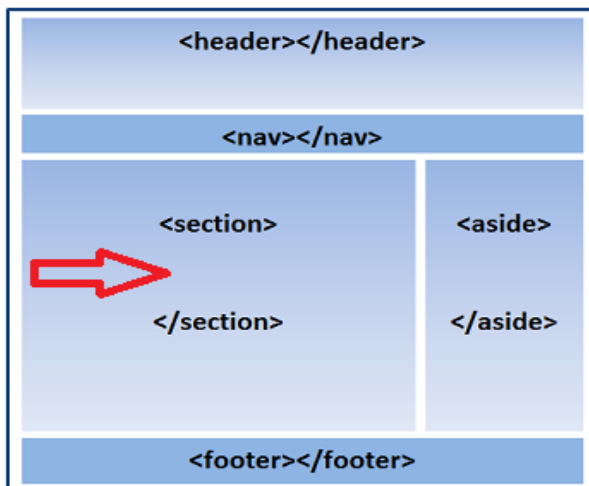 <header></header>
<nav></nav>
<section>
</section>
<aside>
</aside>
<footer></footer>